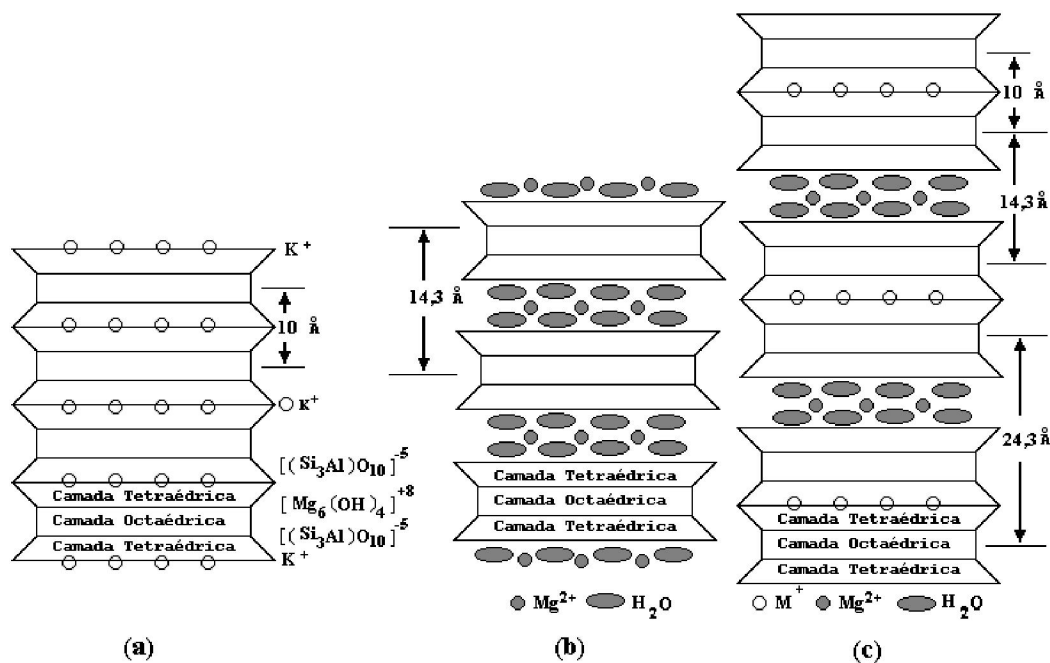 K⁺
10 Å
K⁺
[(Si₃Al)O₁₀]⁻⁵
Camada Tetraédrica
[Mg₆(OH)₄]⁺⁸
Camada Octaédrica
[(Si₃Al)O₁₀]⁻⁵
Camada Tetraédrica
K⁺
(a)
14,3 Å
Camada Tetraédrica
Camada Octaédrica
Camada Tetraédrica
Mg²⁺ H₂O
(b)
10 Å
14,3 Å
24,3 Å
Camada Tetraédrica
Camada Octaédrica
Camada Tetraédrica
M⁺ Mg²⁺ H₂O
(c)